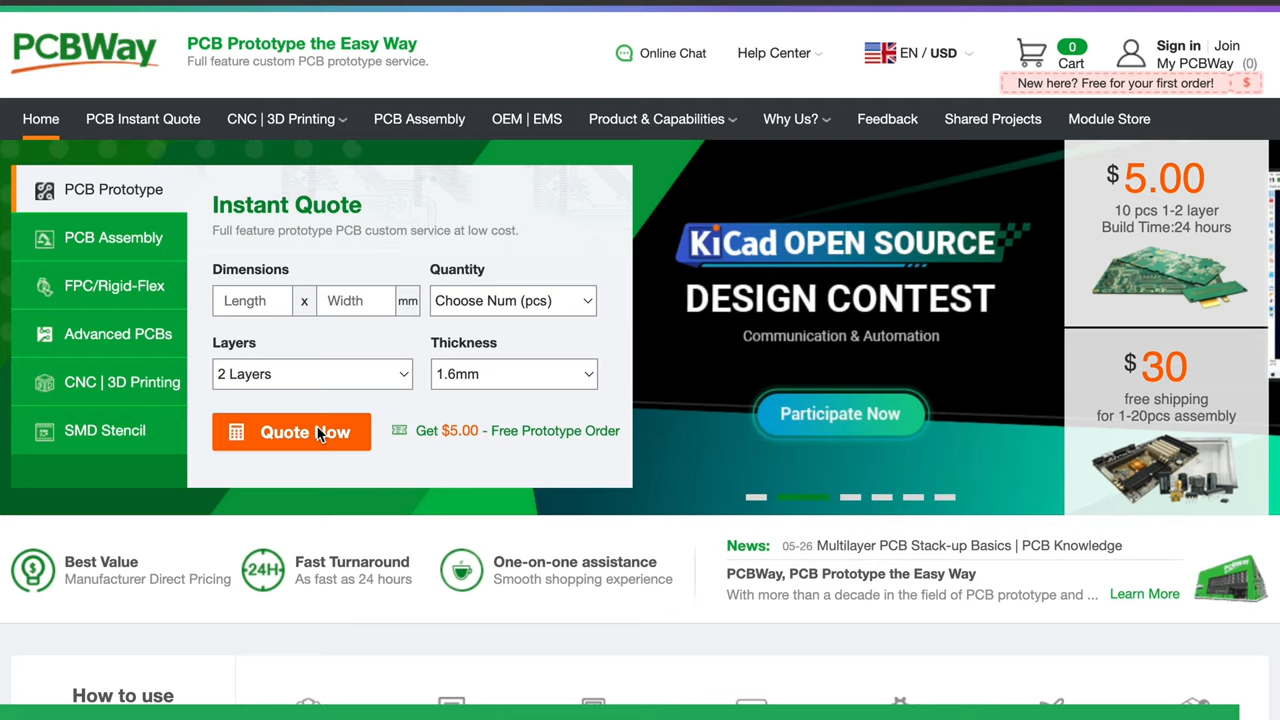 PCBWay
PCB Prototype the Easy Way
Full feature custom PCB prototype service.
Online Chat
Help Center
EN / USD
0
Cart
Sign in | Join
My PCBWay (0)
New here? Free for your first order! $
Home
PCB Instant Quote
CNC | 3D Printing
PCB Assembly
OEM | EMS
Product & Capabilities
Why Us?
Feedback
Shared Projects
Module Store
PCB Prototype
PCB Assembly
FPC/Rigid-Flex
Advanced PCBs
CNC | 3D Printing
SMD Stencil
Instant Quote
Full feature prototype PCB custom service at low cost.
Dimensions
Quantity
Length x Width mm
Choose Num (pcs)
Layers
Thickness
2 Layers
1.6mm
Quote Now
Get $5.00 - Free Prototype Order
KiCad OPEN SOURCE
DESIGN CONTEST
Communication & Automation
Participate Now
$5.00
10 pcs 1-2 layer
Build Time:24 hours
$30
free shipping
for 1-20pcs assembly
Best Value
Manufacturer Direct Pricing
24H
Fast Turnaround
As fast as 24 hours
One-on-one assistance
Smooth shopping experience
News: 05-26 Multilayer PCB Stack-up Basics | PCB Knowledge
PCBWay, PCB Prototype the Easy Way
With more than a decade in the field of PCB prototype and ... Learn More
How to use